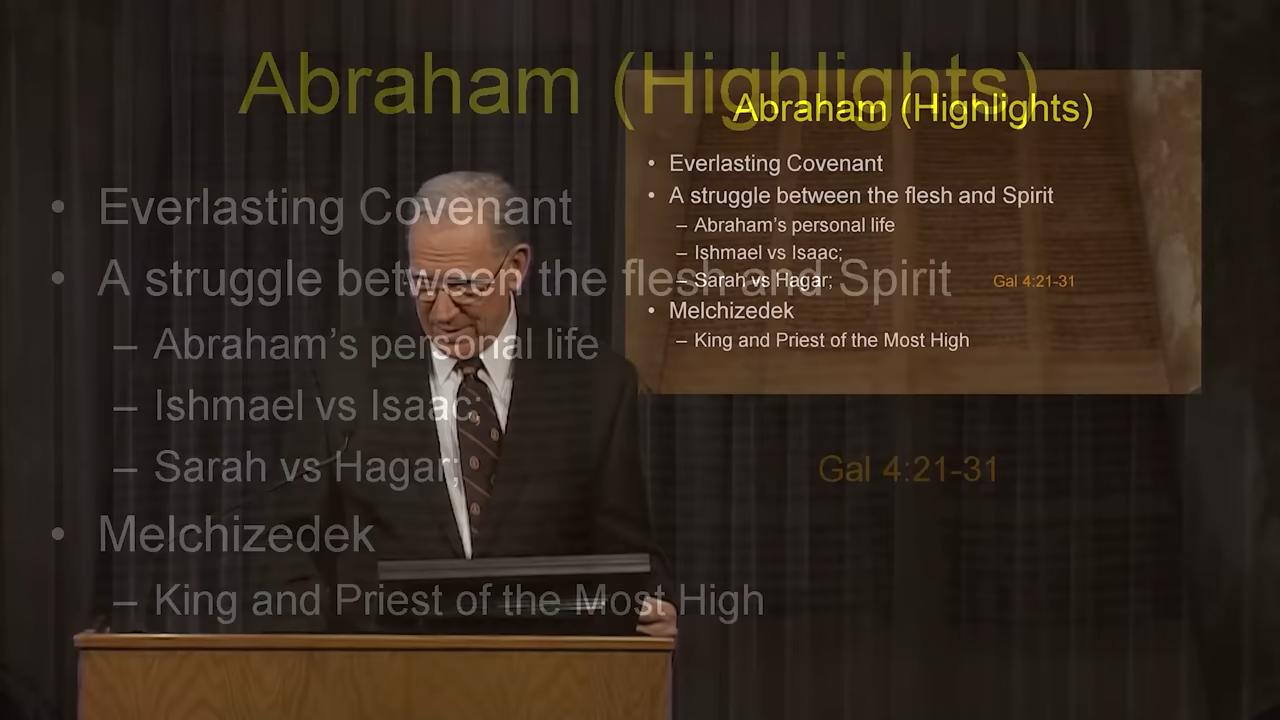 Abraham (Highlights)
• Everlasting Covenant
• A struggle between the flesh and Spirit
– Abraham's personal life
– Ishmael vs Isaac;
– Sarah vs Hagar; Gal 4:21-31
• Melchizedek
– King and Priest of the Most High
Abraham (Highlights)
• Everlasting Covenant
• A struggle between the flesh and Spirit
– Abraham’s personal life
– Ishmael vs Isaac;
– Sarah vs Hagar; Gal 4:21-31
• Melchizedek
– King and Priest of the Most High